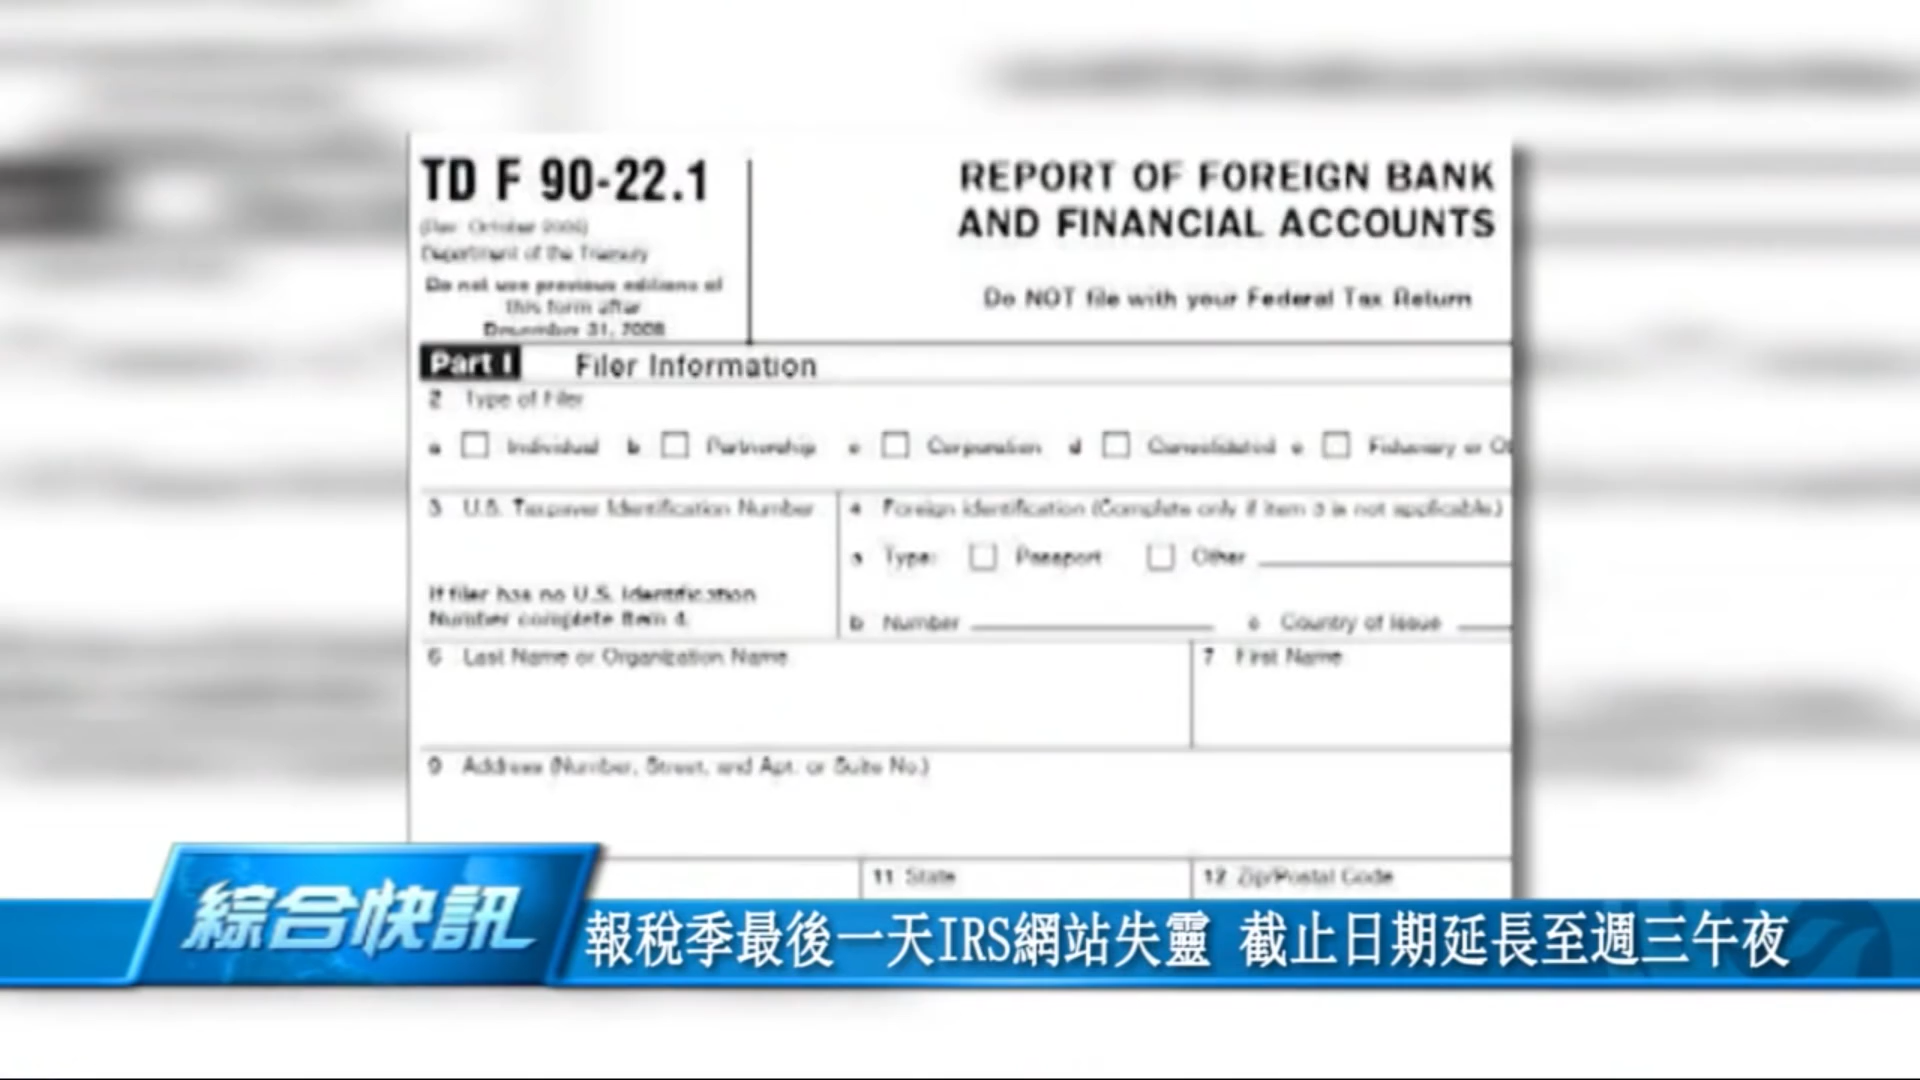 TD F 90-22.1
(Rev. October 2008)
Department of the Treasury
Do not use previous editions of
this form after
December 31, 2008
REPORT OF FOREIGN BANK
AND FINANCIAL ACCOUNTS
Do NOT file with your Federal Tax Return
Part I Filer Information
2 Type of Filer
a Individual b Partnership c Corporation d Consolidated e Fiduciary or Ot
3 U.S. Taxpayer Identification Number
If filer has no U.S. Identification
Number complete Item 4.
4 Foreign identification (Complete only if item 3 is not applicable.)
a Type: Passport Other
b Number c Country of Issue
6 Last Name or Organization Name
7 First Name
9 Address (Number, Street, and Apt. or Suite No.)
11 State
12 Zip/Postal Code
綜合快訊
報稅季最後一天IRS網站失靈 截止日期延長至週三午夜